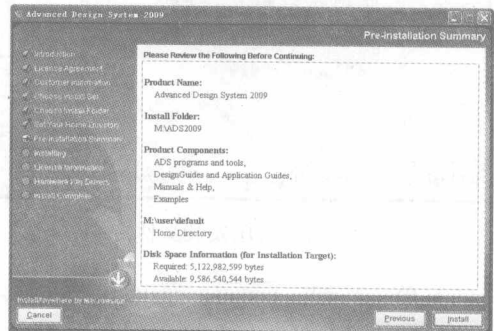 Advanced Design System 2009
Pre-Installation Summary
Introduction
License Agreement
Customer Information
Choose Install Set
Choose Install Folder
Set Your Home Directory
Pre-Installation Summary
Installing
License Information
Hardware Key Drivers
Install Complete
Please Review the Following Before Continuing:
Product Name:
Advanced Design System 2009
Install Folder:
M:\ADS2009
Product Components:
ADS programs and tools,
DesignGuides and Application Guides,
Manuals & Help,
Examples
M:\user\default
Home Directory
Disk Space Information (for Installation Target):
Required: 5,122,982,599 bytes
Available: 9,586,540,544 bytes
InstallAnywhere by Macrovision
Cancel
Previous
Install